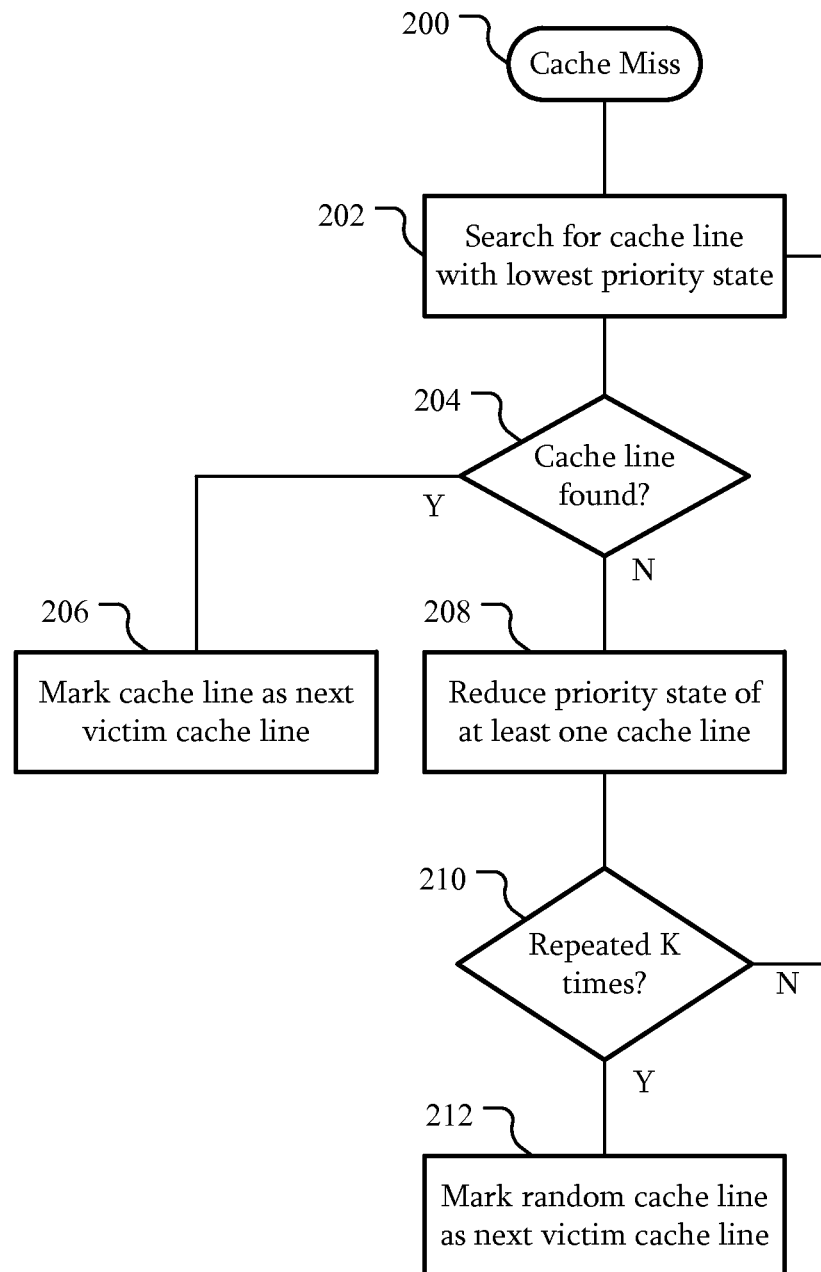 200
Cache Miss
202
Search for cache line
with lowest priority state
204
Cache line
found?
Y
N
206
Mark cache line as next
victim cache line
208
Reduce priority state of
at least one cache line
210
Repeated K
times?
N
Y
212
Mark random cache line
as next victim cache line